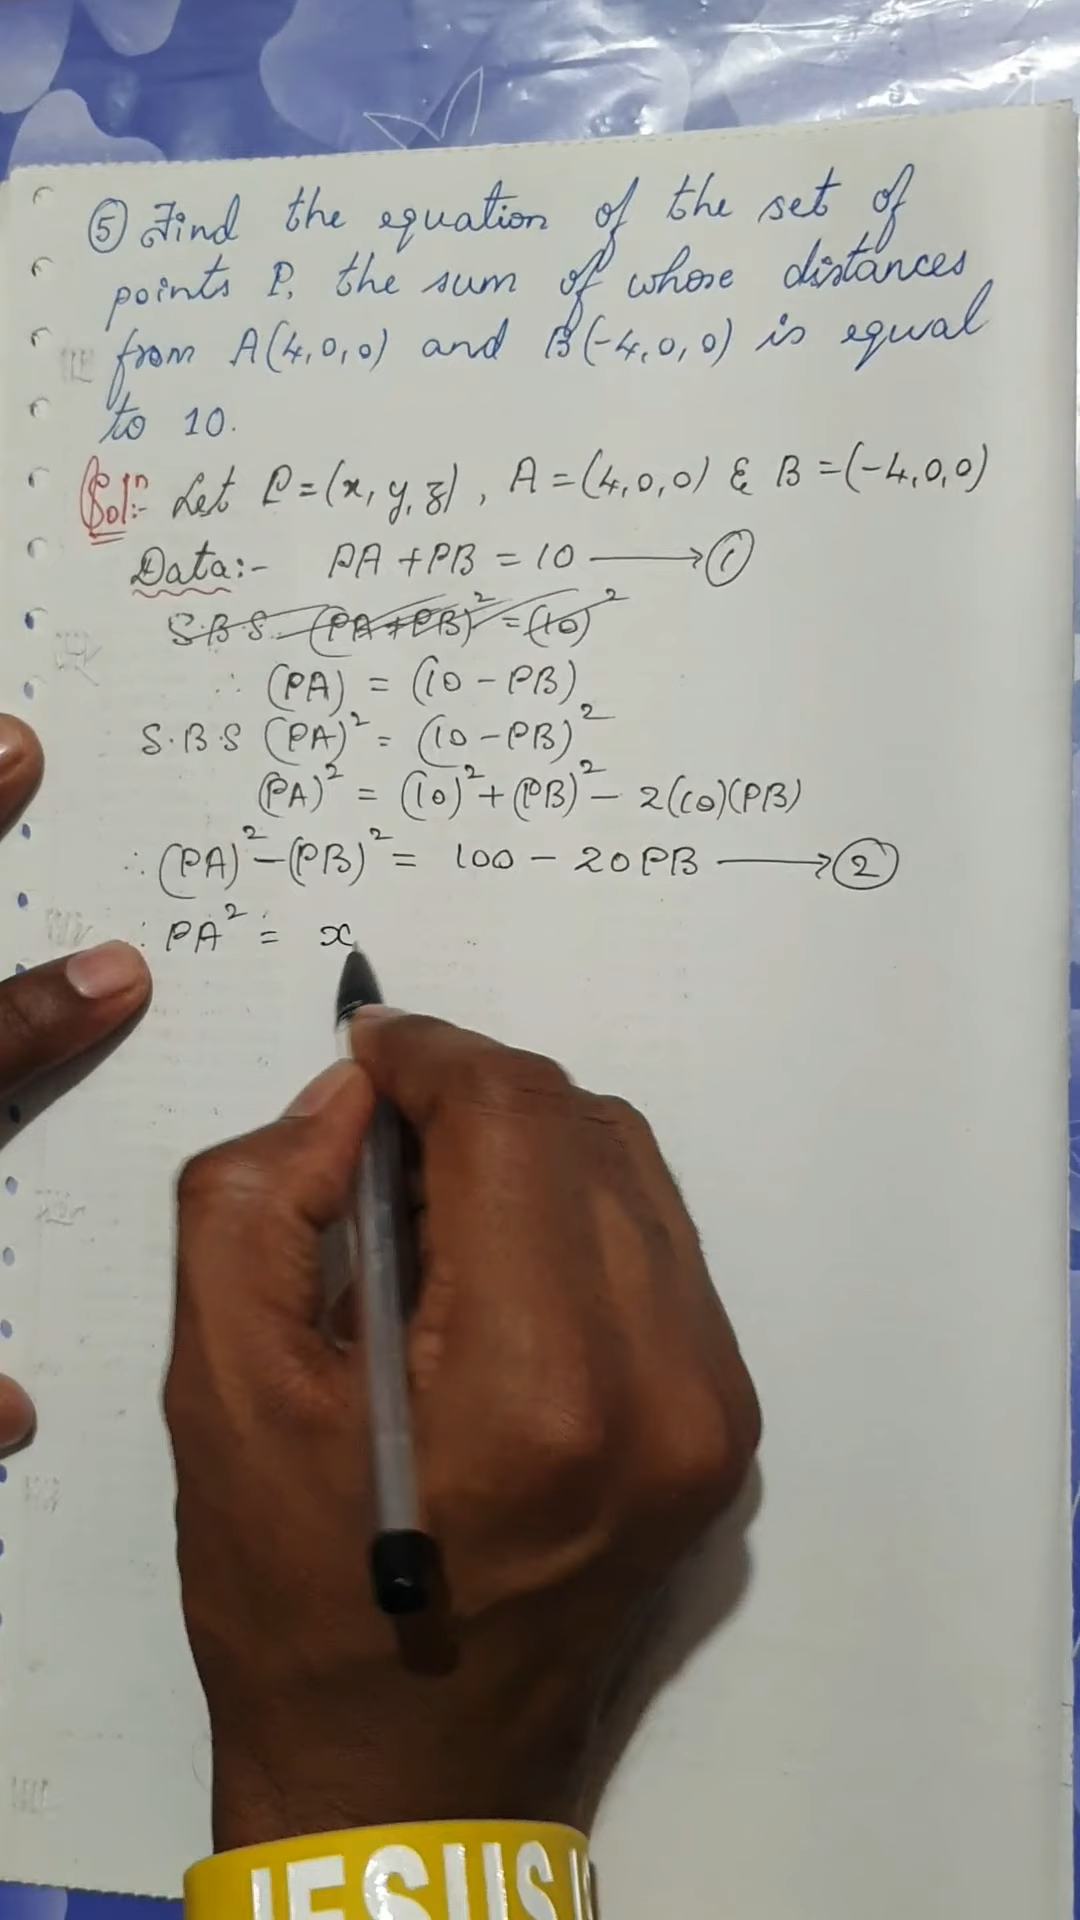 ⑤ Find the equation of the set of
points P, the sum of whose distances
from A(4,0,0) and B(-4,0,0) is equal
to 10.
Solⁿ:- Let P=(x, y, z), A=(4,0,0) & B=(-4,0,0)
Data:- PA+PB = 10 ⟶ ①
S.B.S. (PA+PB)² = (10)²
∴ (PA) = (10-PB)
S.B.S (PA)² = (10-PB)²
(PA)² = (10)²+(PB)²- 2(10)(PB)
∴ (PA)²-(PB)² = 100 - 20PB ⟶ ②
∴ PA² = x
JESUS